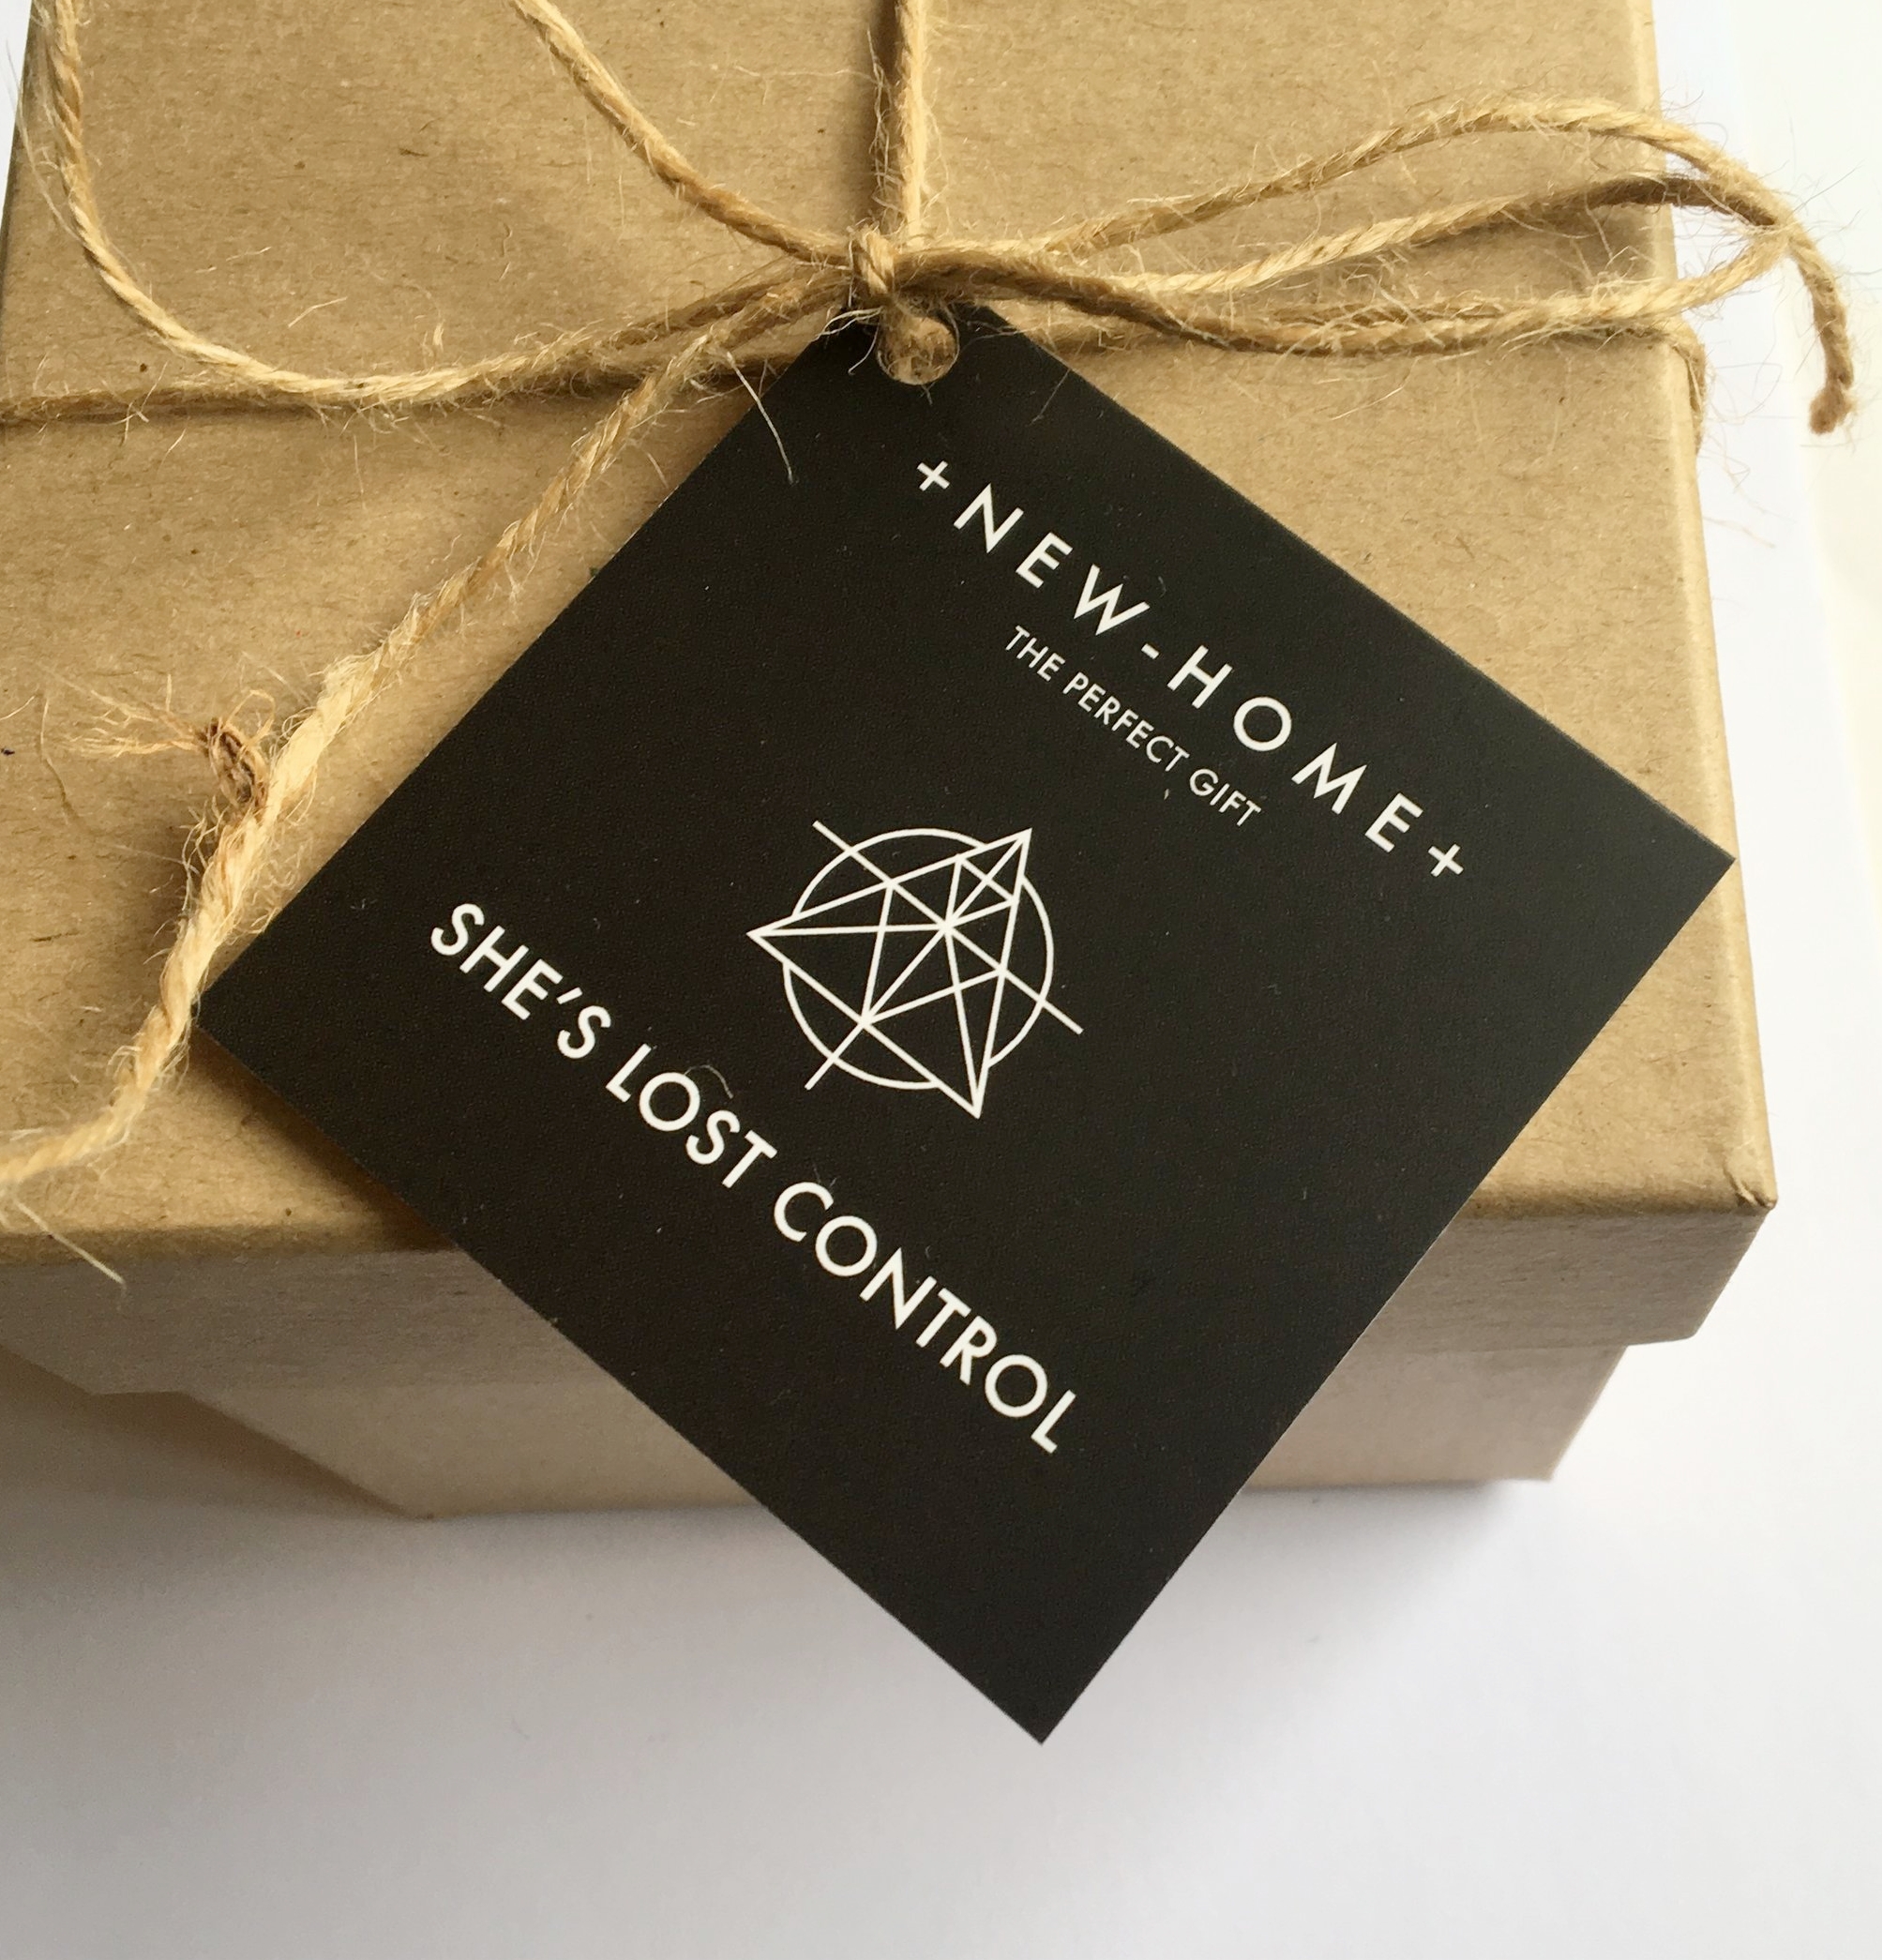 +NEW-HOME+
THE PERFECT GIFT
SHE'S LOST CONTROL